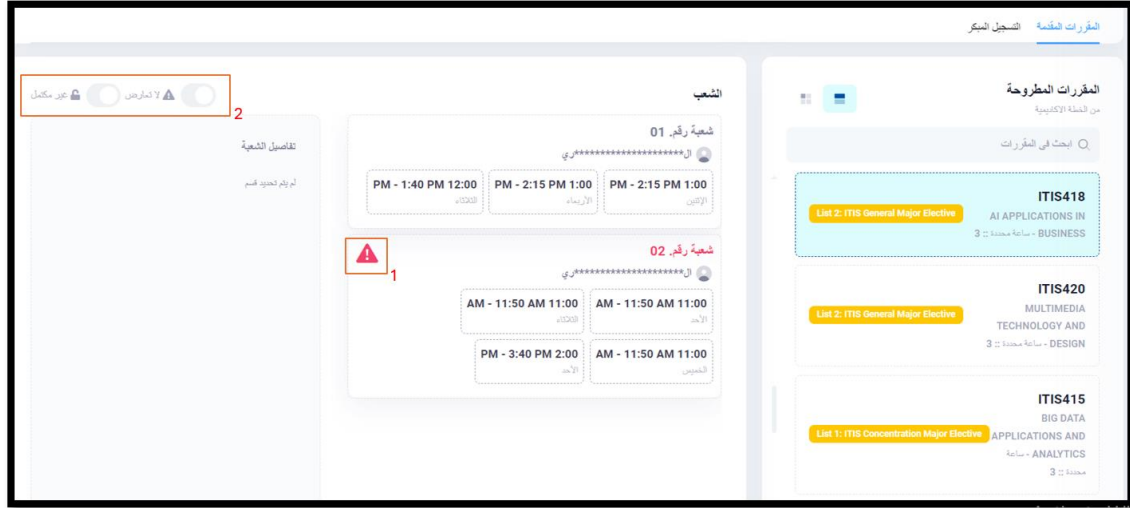 المقررات المقدمة
التسجيل المبكر
المقررات المطروحة
من الخطة الاكاديمية
ابحث في المقررات
ITIS418
AI APPLICATIONS IN
BUSINESS - ساعة محددة :: 3
List 2: ITIS General Major Elective
ITIS420
MULTIMEDIA
TECHNOLOGY AND
DESIGN - ساعة محددة :: 3
List 2: ITIS General Major Elective
ITIS415
BIG DATA
APPLICATIONS AND
ANALYTICS - ساعة
محددة :: 3
List 1: ITIS Concentration Major Elective
الشعب
شعبة رقم. 01
ال**********************ري
PM - 2:15 PM 1:00
الإثنين
PM - 2:15 PM 1:00
الأربعاء
PM - 1:40 PM 12:00
الثلاثاء
شعبة رقم. 02
1
ال**********************ري
AM - 11:50 AM 11:00
الأحد
AM - 11:50 AM 11:00
الثلاثاء
AM - 11:50 AM 11:00
الخميس
PM - 3:40 PM 2:00
الأحد
لا تعارض
غير مكتمل
2
تفاصيل الشعبة
لم يتم تحديد قسم